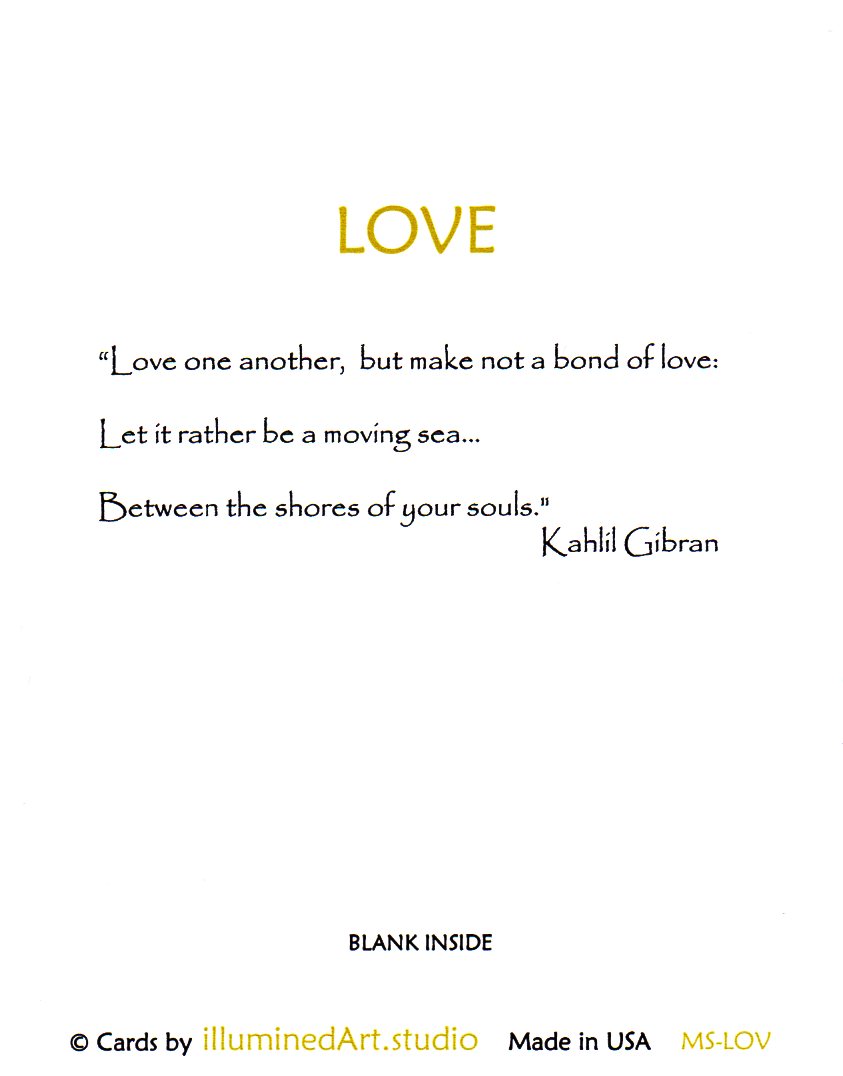 LOVE
“Love one another, but make not a bond of love:
Let it rather be a moving sea...
Between the shores of your souls."
Kahlil Gibran
BLANK INSIDE
© Cards by illuminedArt.studio Made in USA MS-LOV